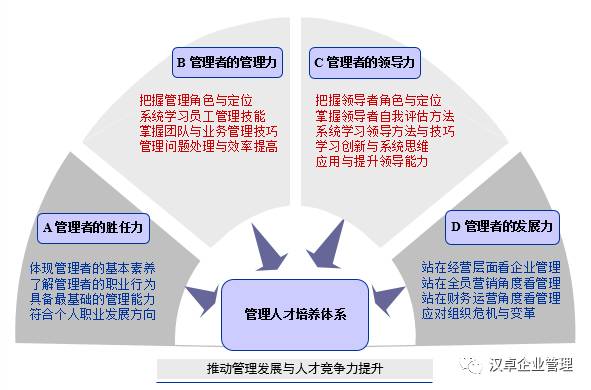 B 管理者的管理力
把握管理角色与定位
系统学习员工管理技能
掌握团队与业务管理技巧
管理问题处理与效率提高
C 管理者的领导力
把握领导者角色与定位
掌握领导者自我评估方法
系统学习领导方法与技巧
学习创新与系统思维
应用与提升领导能力
A 管理者的胜任力
体现管理者的基本素养
了解管理者的职业行为
具备最基础的管理能力
符合个人职业发展方向
D 管理者的发展力
站在经营层面看企业管理
站在全员营销角度看管理
站在财务运营角度看管理
应对组织危机与变革
管理人才培养体系
推动管理发展与人才竞争力提升
汉卓企业管理